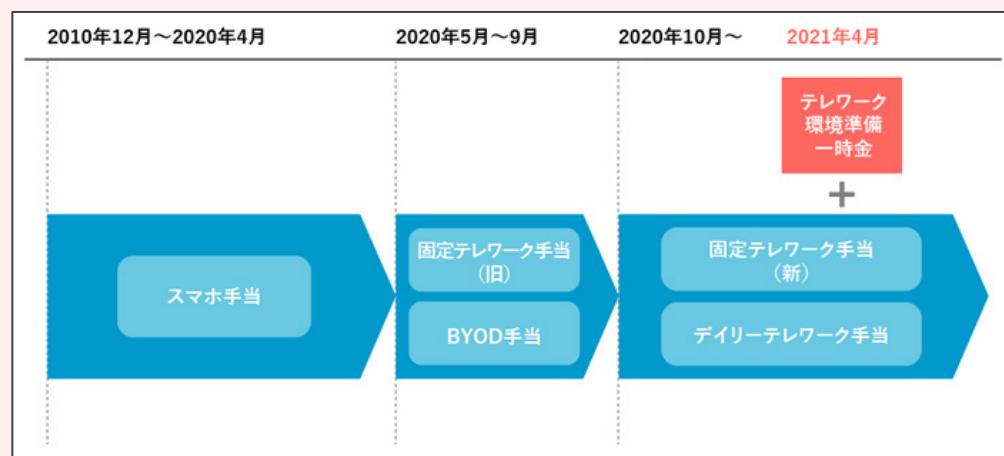 2010年12月～2020年4月
2020年5月～9月
2020年10月～
2021年4月
テレワーク
環境準備
一時金
+
スマホ手当
固定テレワーク手当
（旧）
BYOD手当
固定テレワーク手当
（新）
デイリーテレワーク手当